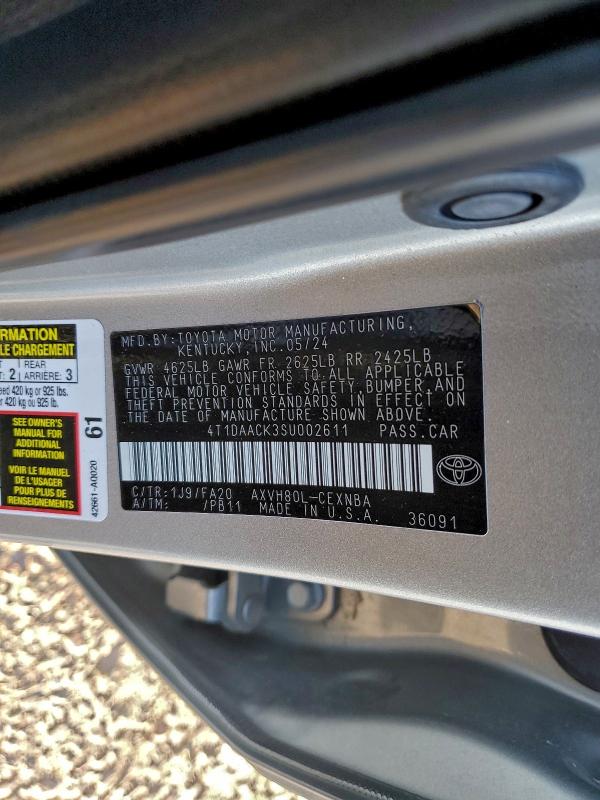 RMATION
LE CHARGEMENT
: 2
REAR
ARRIÈRE: 3
eed 420 kg or 925 lbs.
r 420 kg ou 925 lb.
SEE OWNER'S
MANUAL FOR
ADDITIONAL
INFORMATION
VOIR LE MANUEL
DE L'USAGER
POUR PLUS DE
RENSEIGNEMENTS
61
42661-A0020
MFD.BY:TOYOTA MOTOR MANUFACTURING,
KENTUCKY, INC.05/24
GVWR 4625LB GAWR FR 2625LB RR 2425LB
THIS VEHICLE CONFORMS TO ALL APPLICABLE
FEDERAL MOTOR VEHICLE SAFETY,BUMPER,AND
THEFT PREVENTION STANDARDS IN EFFECT ON
THE DATE OF MANUFACTURE SHOWN ABOVE.
4T1DAACK3SU002611 PASS.CAR
C/TR:1J9/FA20 AXVH80L-CEXNBA
A/TM: /PB11 MADE IN U.S.A. 36091